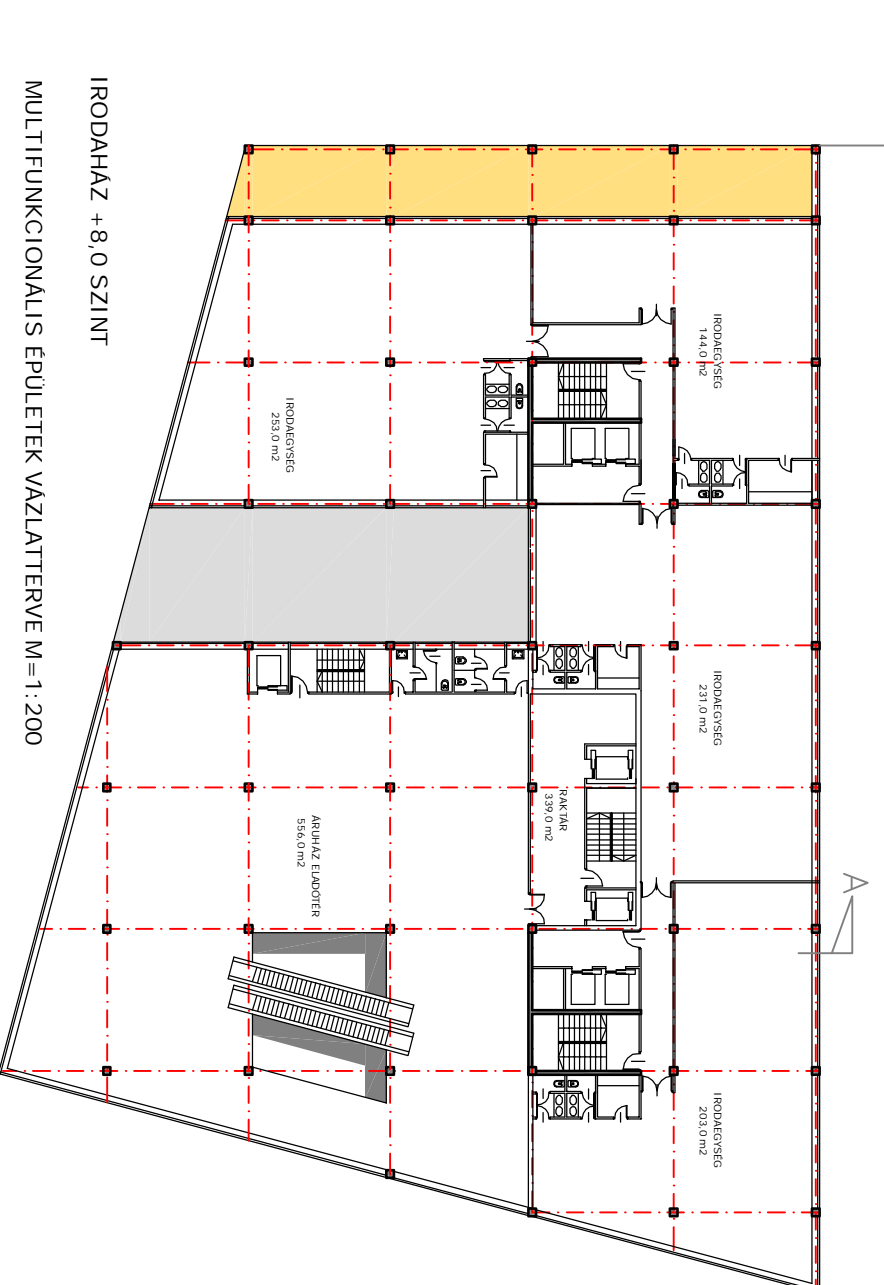 IRODAHÁZ +8,0 SZINT
MULTIFUNKCIONÁLIS ÉPÜLETEK VÁZLATTERVE M=1:200
IRODAEGYSÉG
144,0 m2
IRODAEGYSÉG
253,0 m2
IRODAEGYSÉG
231,0 m2
RAKTÁR
339,0 m2
ÁRUHÁZ ELADÓTÉR
556,0 m2
IRODAEGYSÉG
203,0 m2
A